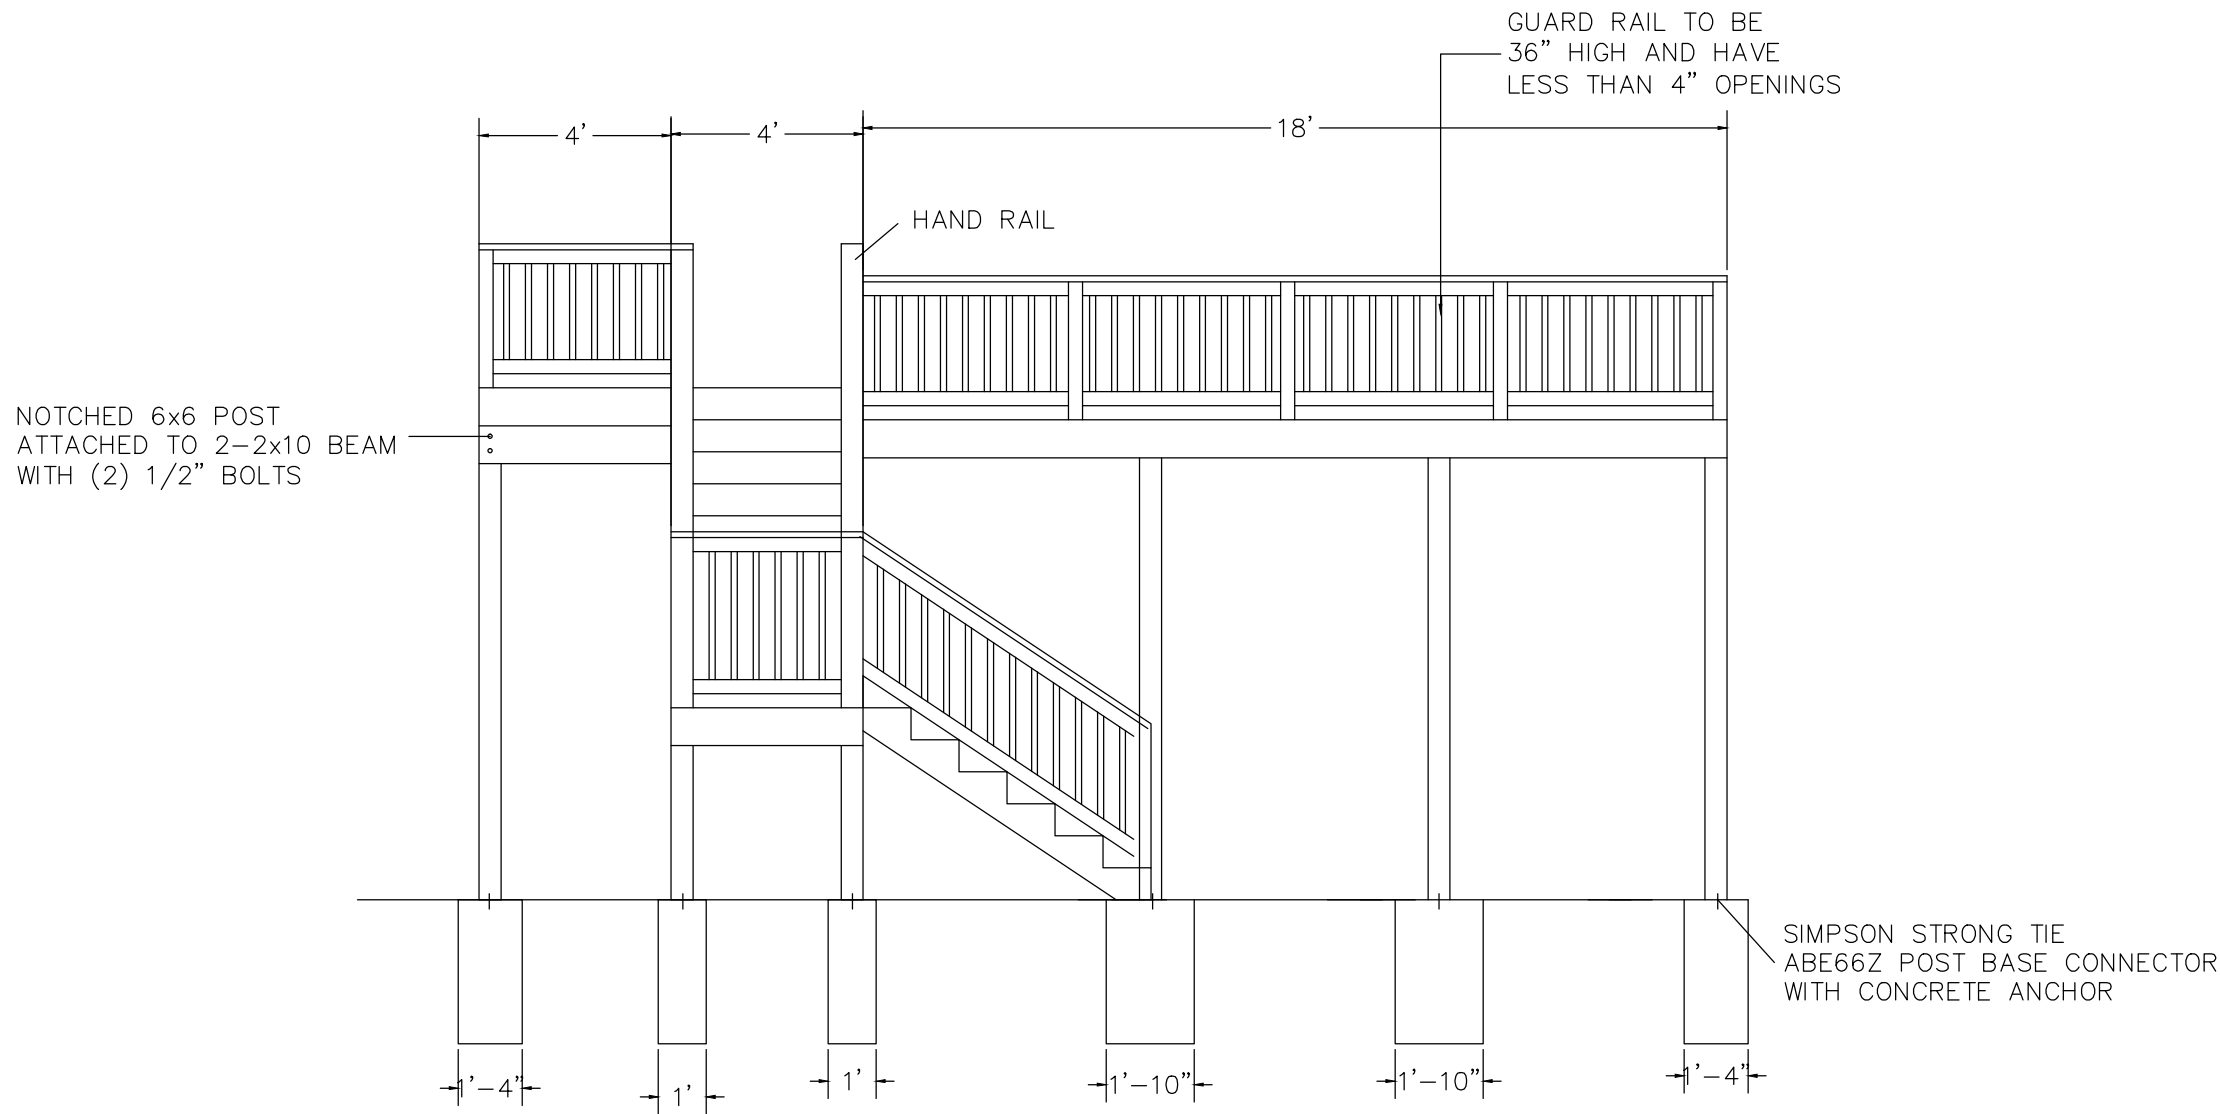 GUARD RAIL TO BE
36” HIGH AND HAVE
LESS THAN 4” OPENINGS
4’
4’
18’
HAND RAIL
NOTCHED 6x6 POST
ATTACHED TO 2–2x10 BEAM
WITH (2) 1/2” BOLTS
SIMPSON STRONG TIE
ABE66Z POST BASE CONNECTOR
WITH CONCRETE ANCHOR
1’–4”
1’
1’
1’–10”
1’–10”
1’–4”